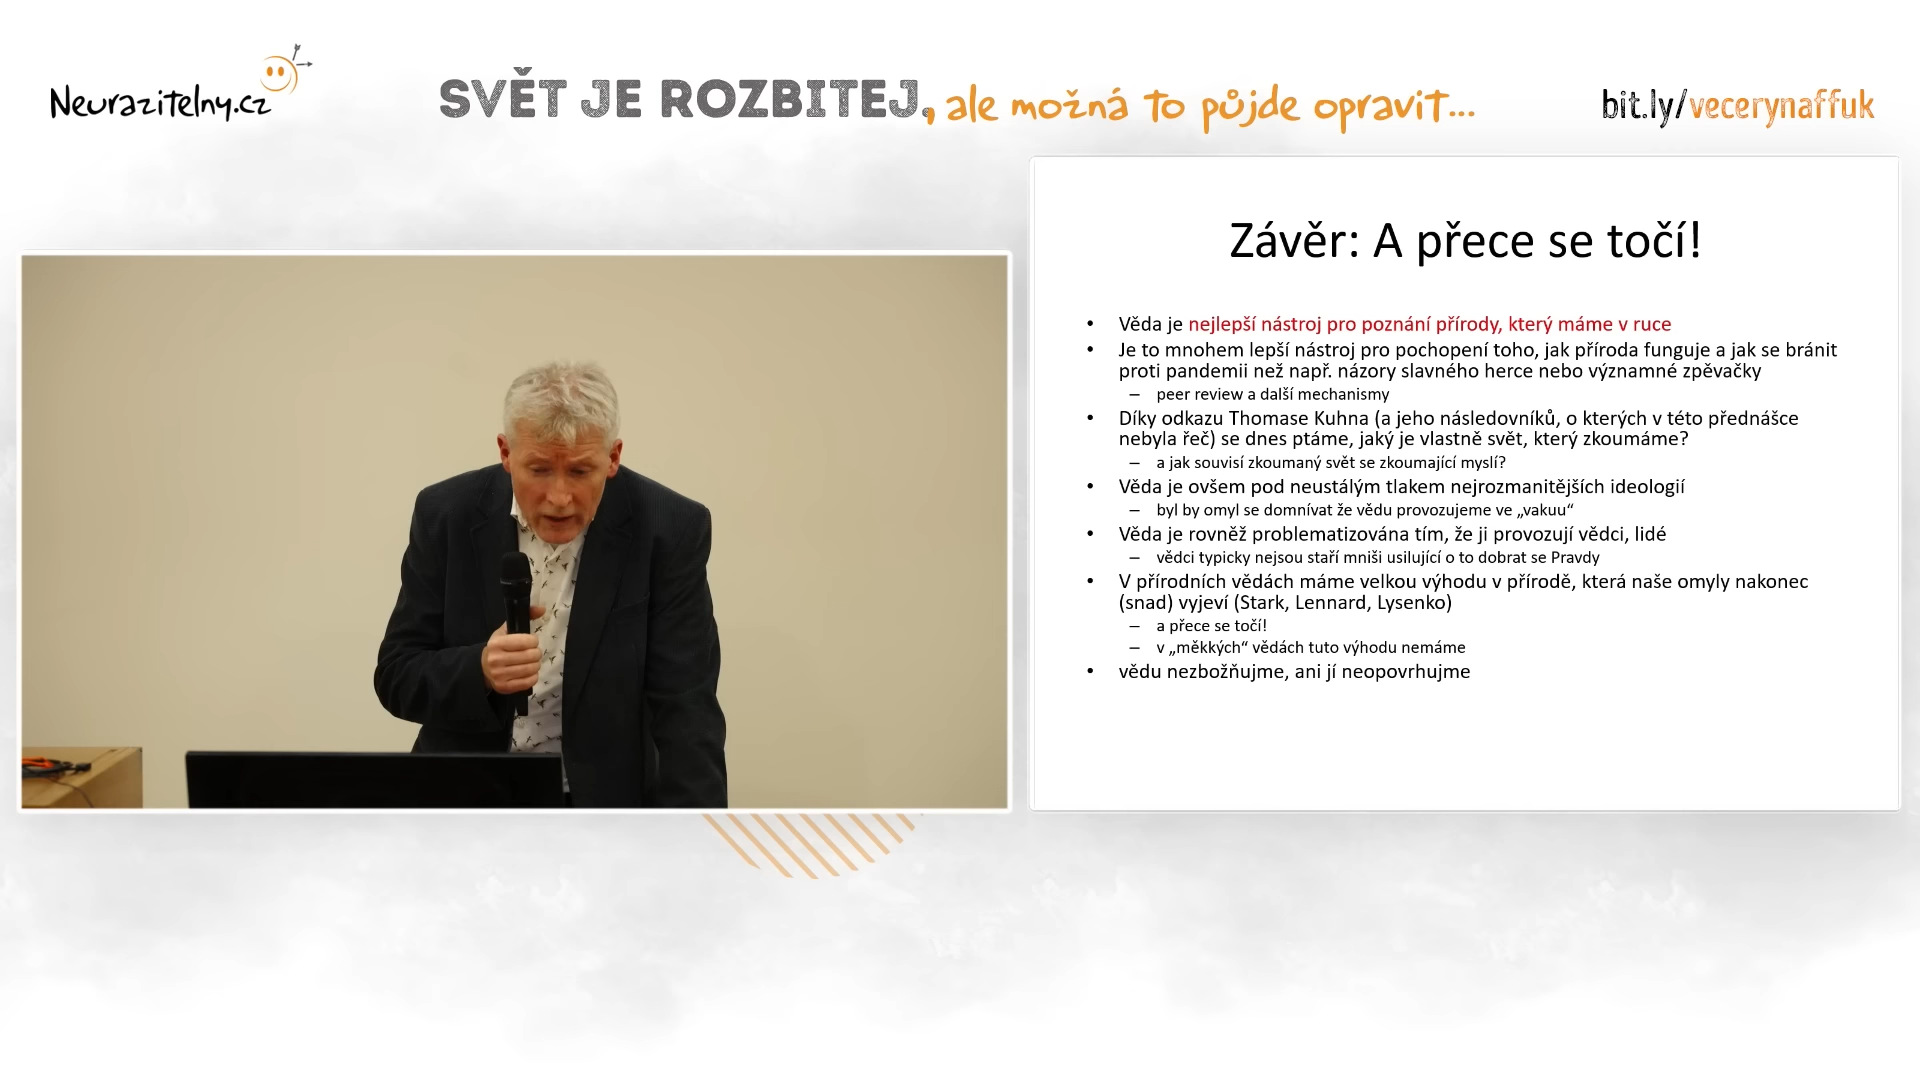 Neurazitelny.cz
SVĚT JE ROZBITEJ, ale možná to půjde opravit...
bit.ly/vecerynaffuk
Závěr: A přece se točí!
• Věda je nejlepší nástroj pro poznání přírody, který máme v ruce
• Je to mnohem lepší nástroj pro pochopení toho, jak příroda funguje a jak se bránit
proti pandemii než např. názory slavného herce nebo významné zpěvačky
– peer review a další mechanismy
• Díky odkazu Thomase Kuhna (a jeho následovníků, o kterých v této přednášce
nebyla řeč) se dnes ptáme, jaký je vlastně svět, který zkoumáme?
– a jak souvisí zkoumaný svět se zkoumající myslí?
• Věda je ovšem pod neustálým tlakem nejrozmanitějších ideologií
– byl by omyl se domnívat že vědu provozujeme ve „vakuu“
• Věda je rovněž problematizována tím, že ji provozují vědci, lidé
– vědci typicky nejsou staří mniši usilující o to dobrat se Pravdy
• V přírodních vědách máme velkou výhodu v přírodě, která naše omyly nakonec
(snad) vyjeví (Stark, Lennard, Lysenko)
– a přece se točí!
– v „měkkých“ vědách tuto výhodu nemáme
• vědu nezbožňujme, ani jí neopovrhujme